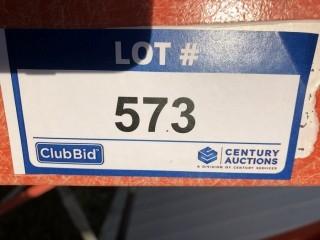 LOT #
573
ClubBid
CENTURY
AUCTIONS
A DIVISION OF CENTURY SERVICES